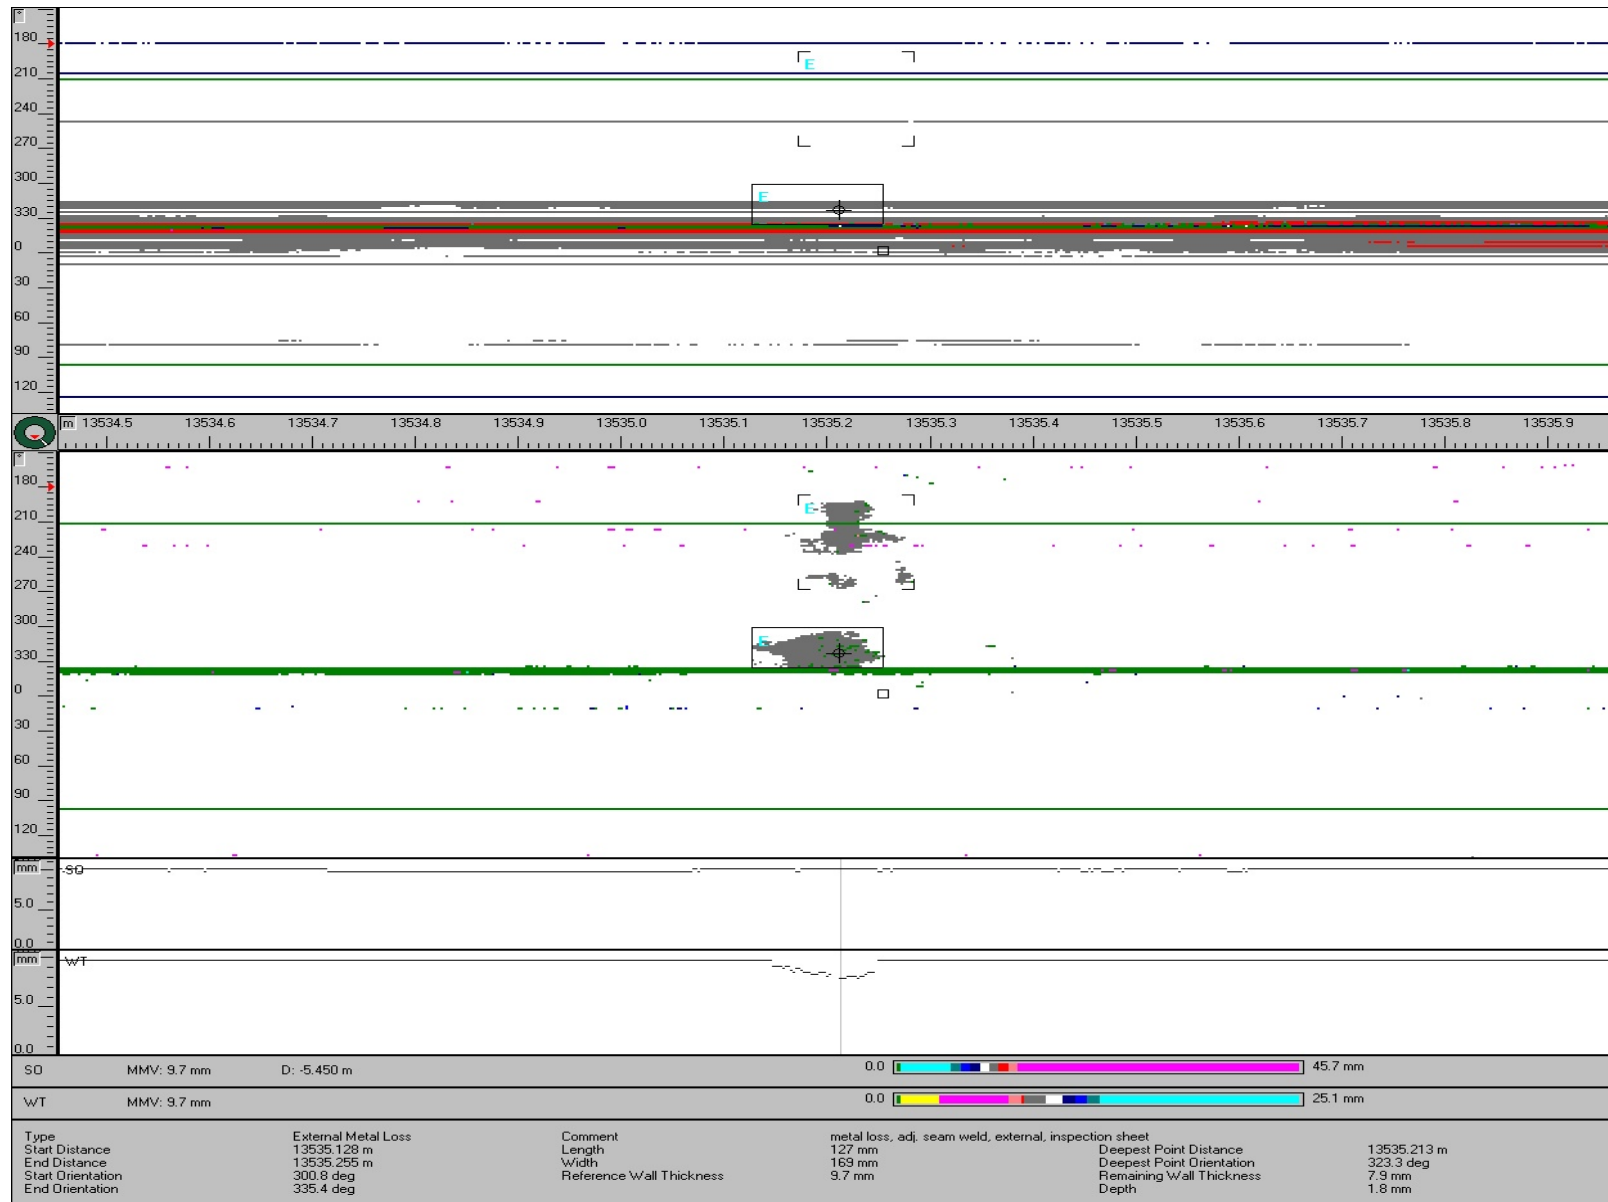 °
180
210
240
270
300
330
0
30
60
90
120
E
E
m 13534.5 13534.6 13534.7 13534.8 13534.9 13535.0 13535.1 13535.2 13535.3 13535.4 13535.5 13535.6 13535.7 13535.8 13535.9
°
180
210
240
270
300
330
0
30
60
90
120
E
E
mm SO
5.0
0.0
mm WT
5.0
0.0
SO MMV: 9.7 mm D: -5.450 m 0.0 45.7 mm
WT MMV: 9.7 mm 0.0 25.1 mm
Type External Metal Loss Comment metal loss, adj. seam weld, external, inspection sheet
Start Distance 13535.128 m Length 127 mm Deepest Point Distance 13535.213 m
End Distance 13535.255 m Width 169 mm Deepest Point Orientation 323.3 deg
Start Orientation 300.8 deg Reference Wall Thickness 9.7 mm Remaining Wall Thickness 7.9 mm
End Orientation 335.4 deg Depth 1.8 mm